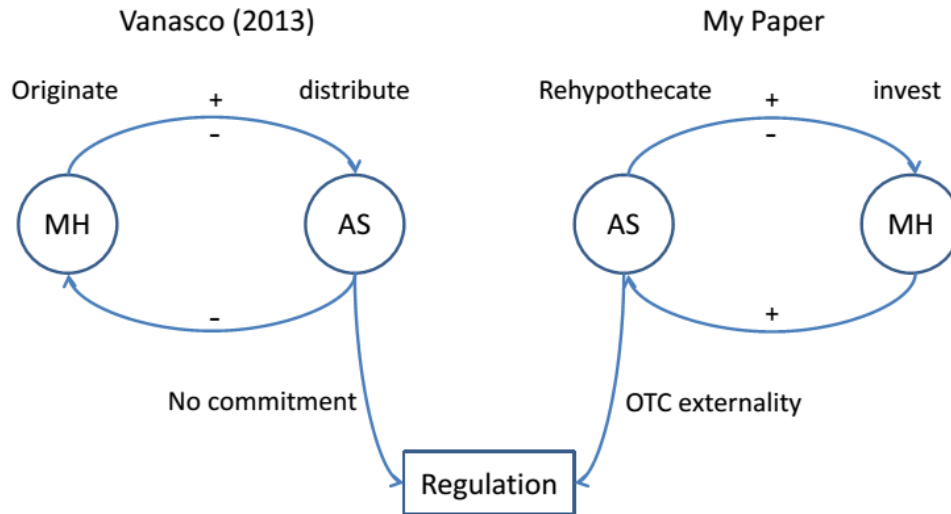 Vanasco (2013)
My Paper
Originate
+
distribute
-
Rehypothecate
+
invest
-
MH
AS
AS
MH
-
+
No commitment
OTC externality
Regulation